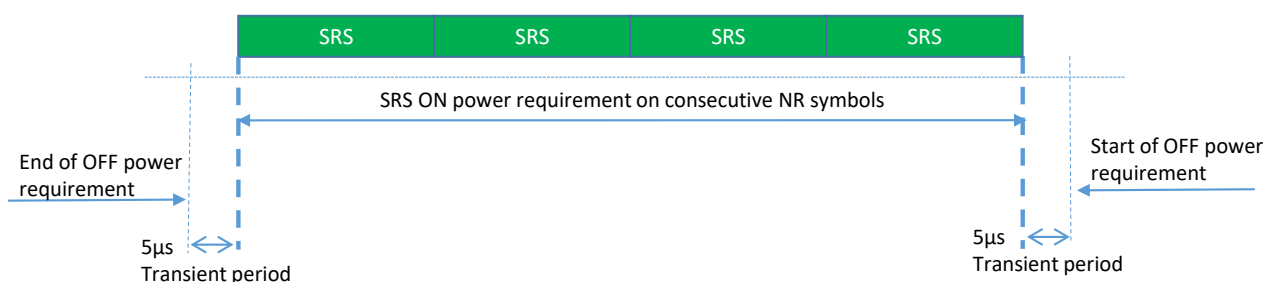 SRS SRS SRS SRS
SRS ON power requirement on consecutive NR symbols
End of OFF power
requirement
Start of OFF power
requirement
5µs
Transient period
5µs
Transient period